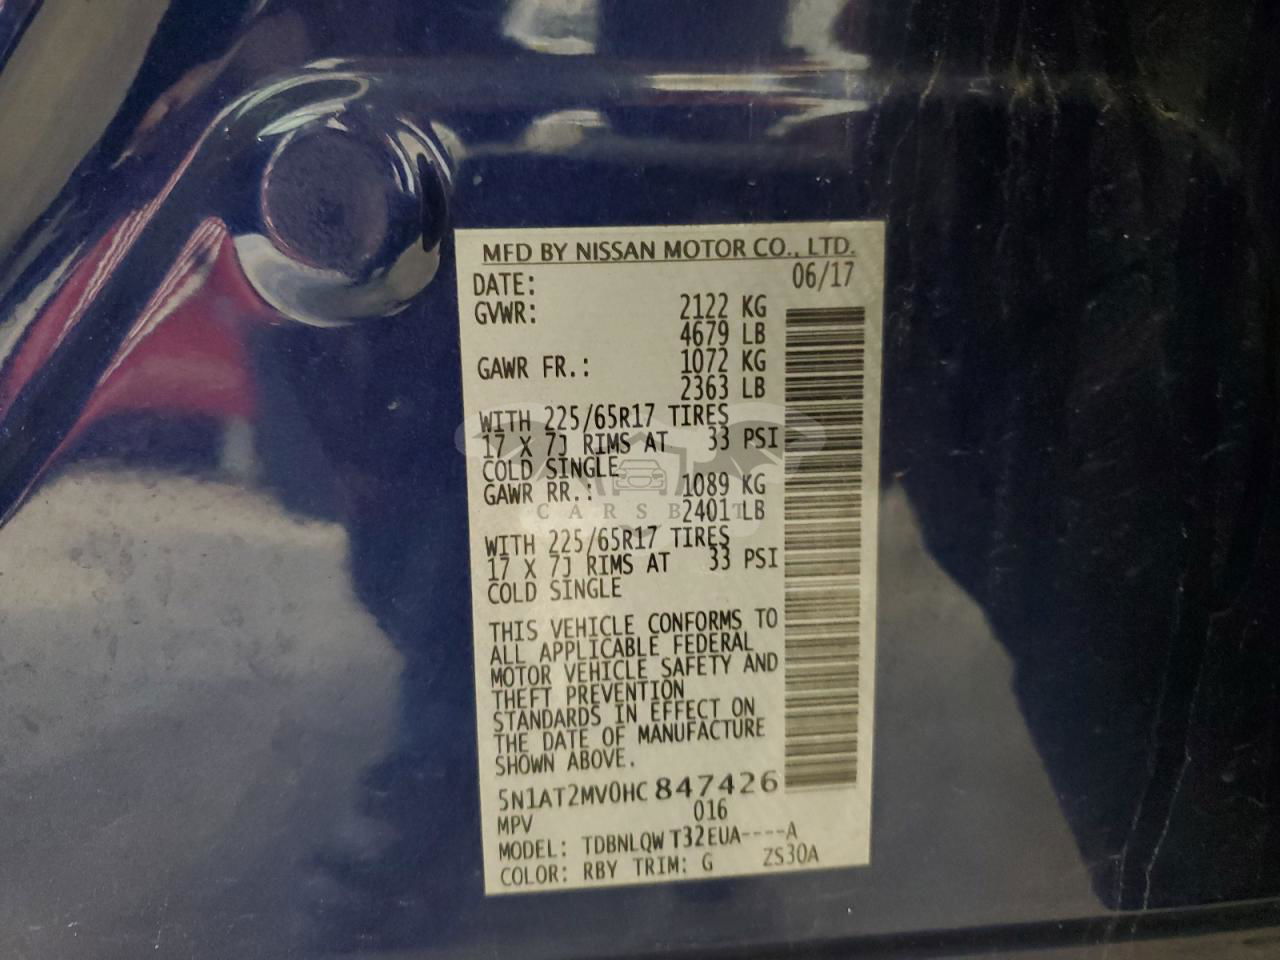 MFD BY NISSAN MOTOR CO., LTD.
DATE: 06/17
GVWR: 2122 KG
4679 LB
GAWR FR.: 1072 KG
2363 LB
WITH 225/65R17 TIRES
17 X 7J RIMS AT 33 PSI
COLD SINGLE
GAWR RR.: 1089 KG
2401 LB
WITH 225/65R17 TIRES
17 X 7J RIMS AT 33 PSI
COLD SINGLE
THIS VEHICLE CONFORMS TO
ALL APPLICABLE FEDERAL
MOTOR VEHICLE SAFETY AND
THEFT PREVENTION
STANDARDS IN EFFECT ON
THE DATE OF MANUFACTURE
SHOWN ABOVE.
5N1AT2MV0HC 847426
MPV 016
MODEL: TDBNLQW T32EUA----A
COLOR: RBY TRIM: G ZS30A